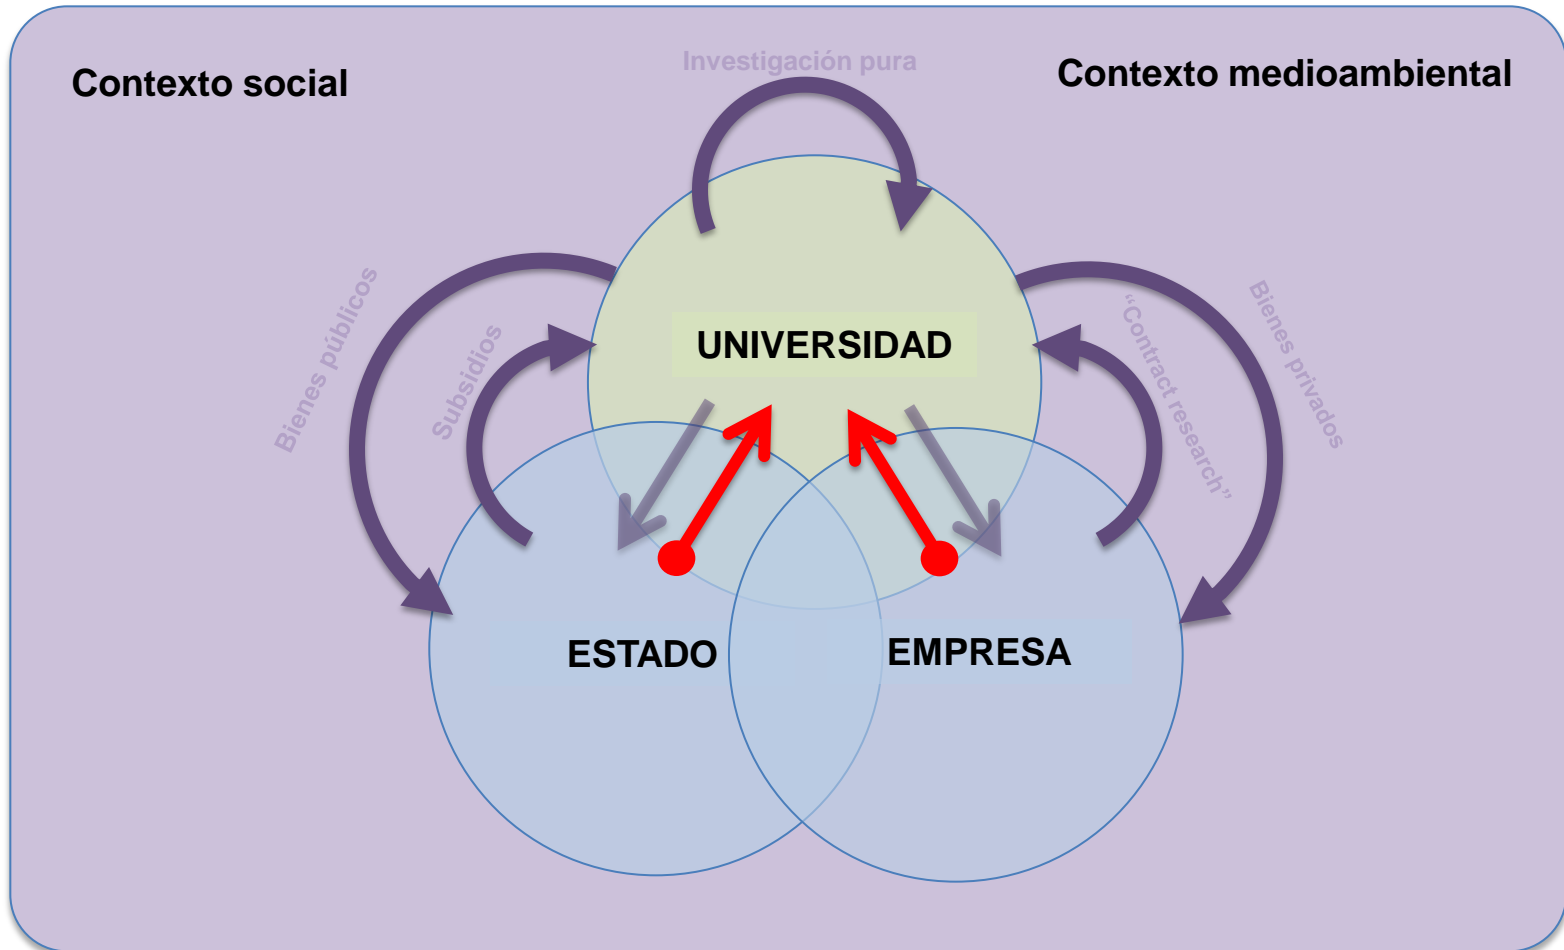 Investigación pura
Contexto social
Contexto medioambiental
Bienes públicos
Subsidios
UNIVERSIDAD
“Contract research”
Bienes privados
ESTADO
EMPRESA